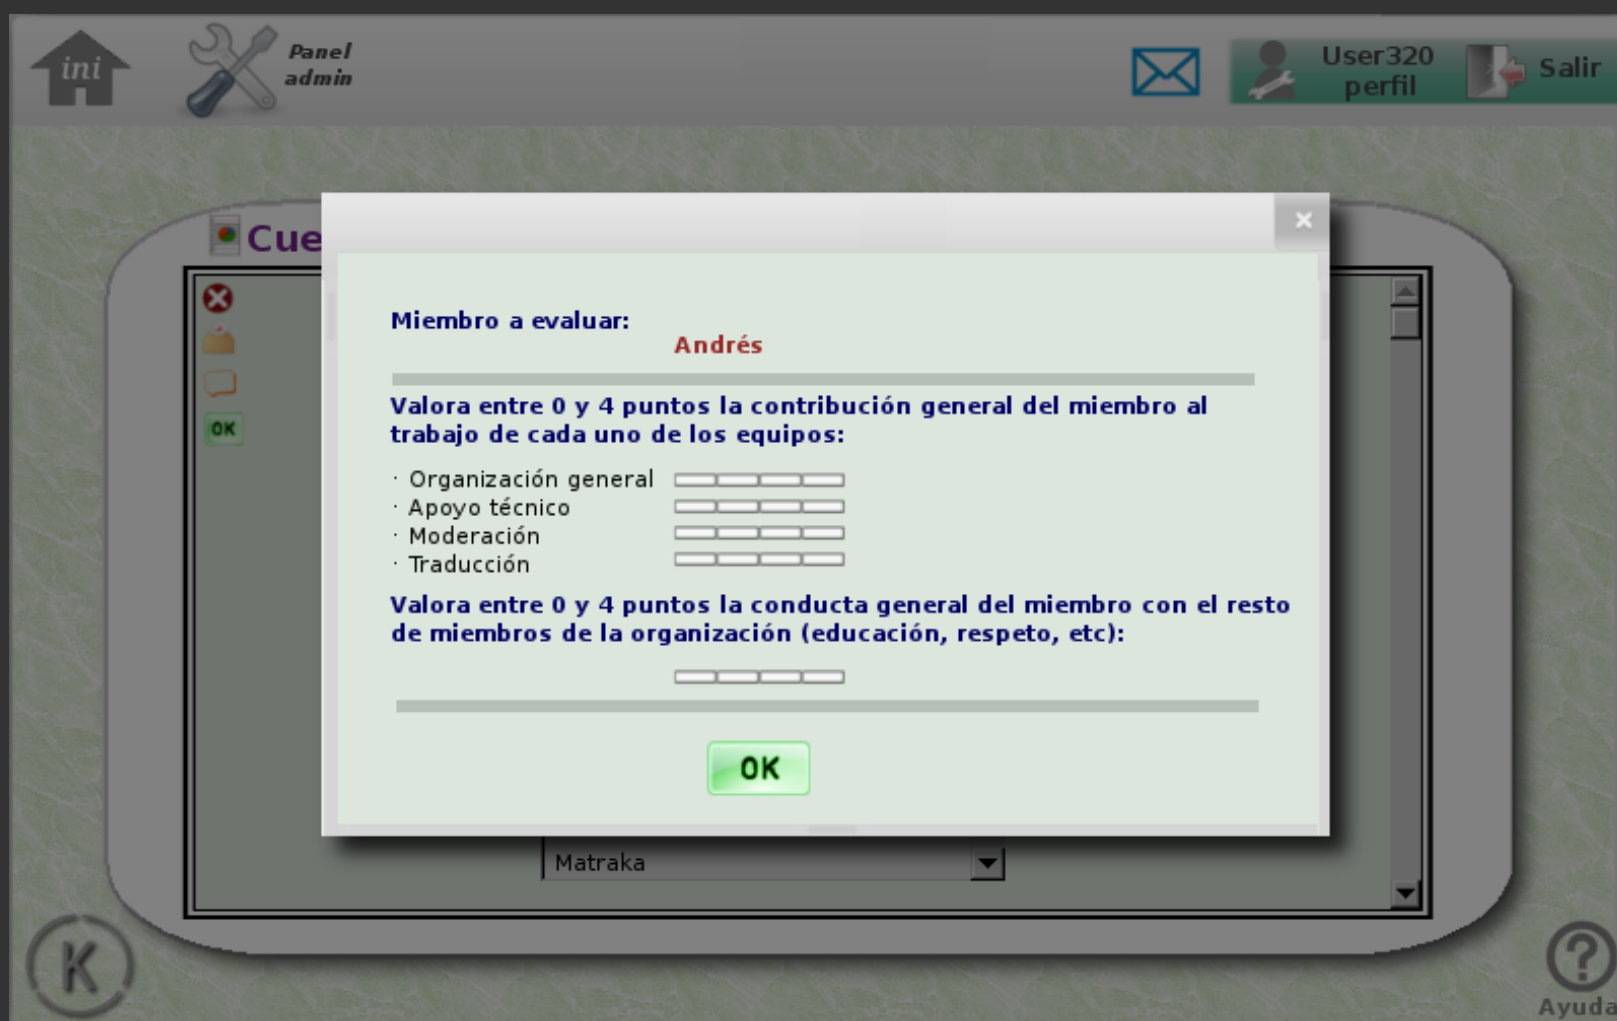 ini
Panel
admin
User320
perfil
Salir
Cue
×
Miembro a evaluar:
Andrés
Valora entre 0 y 4 puntos la contribución general del miembro al
trabajo de cada uno de los equipos:
· Organización general
· Apoyo técnico
· Moderación
· Traducción
Valora entre 0 y 4 puntos la conducta general del miembro con el resto
de miembros de la organización (educación, respeto, etc):
OK
OK
Matraka
K
?
Ayuda